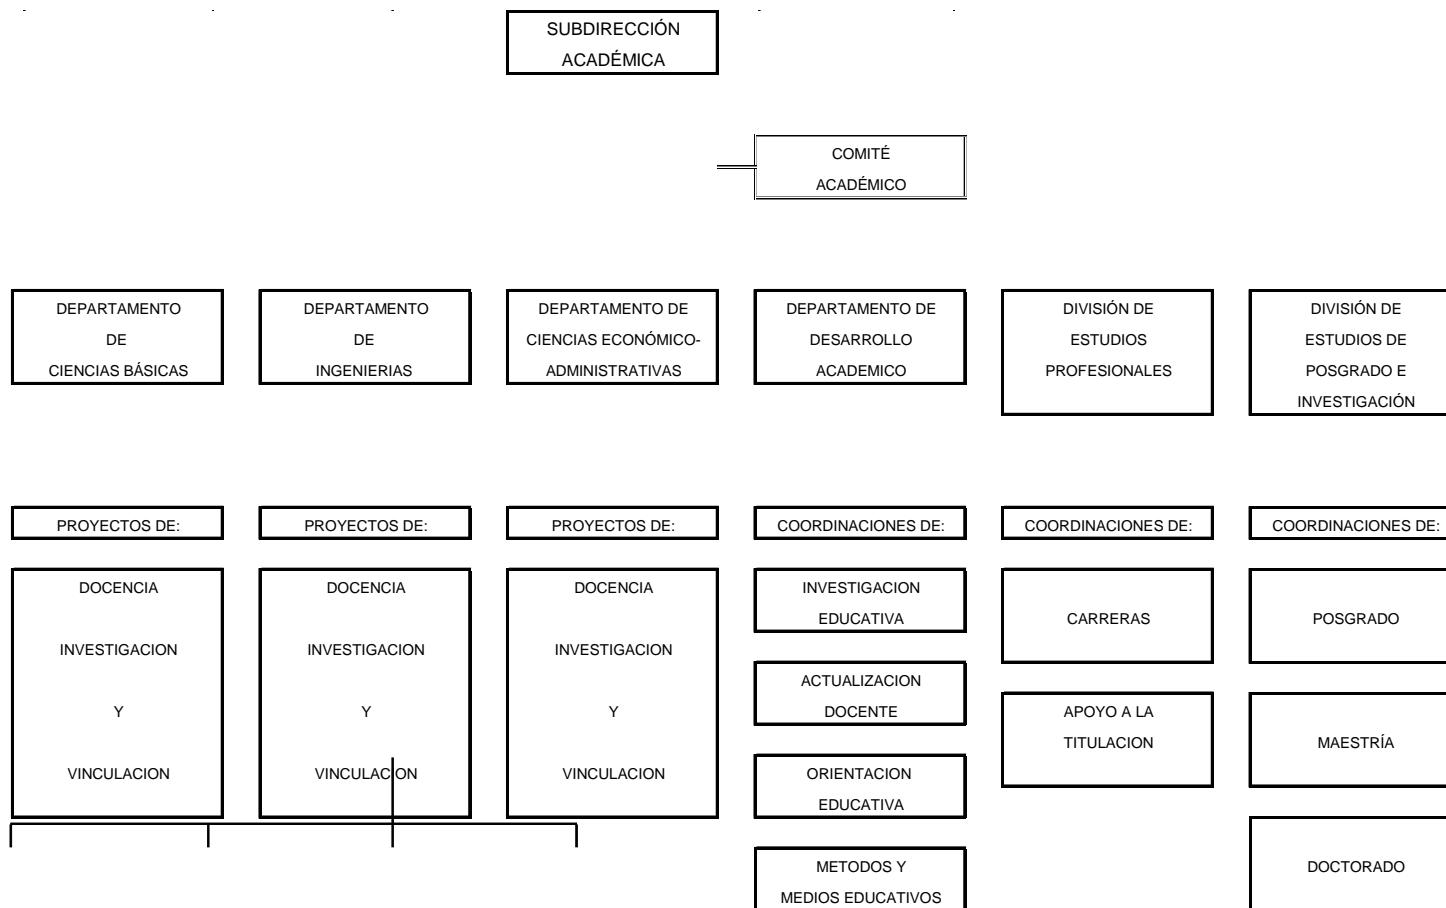 SUBDIRECCIÓN
ACADÉMICA
COMITÉ
ACADÉMICO
DEPARTAMENTO
DE
CIENCIAS BÁSICAS
DEPARTAMENTO
DE
INGENIERIAS
DEPARTAMENTO DE
CIENCIAS ECONÓMICO-
ADMINISTRATIVAS
DEPARTAMENTO DE
DESARROLLO
ACADEMICO
DIVISIÓN DE
ESTUDIOS
PROFESIONALES
DIVISIÓN DE
ESTUDIOS DE
POSGRADO E
INVESTIGACIÓN
PROYECTOS DE:
PROYECTOS DE:
PROYECTOS DE:
COORDINACIONES DE:
COORDINACIONES DE:
COORDINACIONES DE:
DOCENCIA
INVESTIGACION
Y
VINCULACION
DOCENCIA
INVESTIGACION
Y
VINCULACION
DOCENCIA
INVESTIGACION
Y
VINCULACION
INVESTIGACION
EDUCATIVA
ACTUALIZACION
DOCENTE
ORIENTACION
EDUCATIVA
METODOS Y
MEDIOS EDUCATIVOS
CARRERAS
APOYO A LA
TITULACION
POSGRADO
MAESTRÍA
DOCTORADO